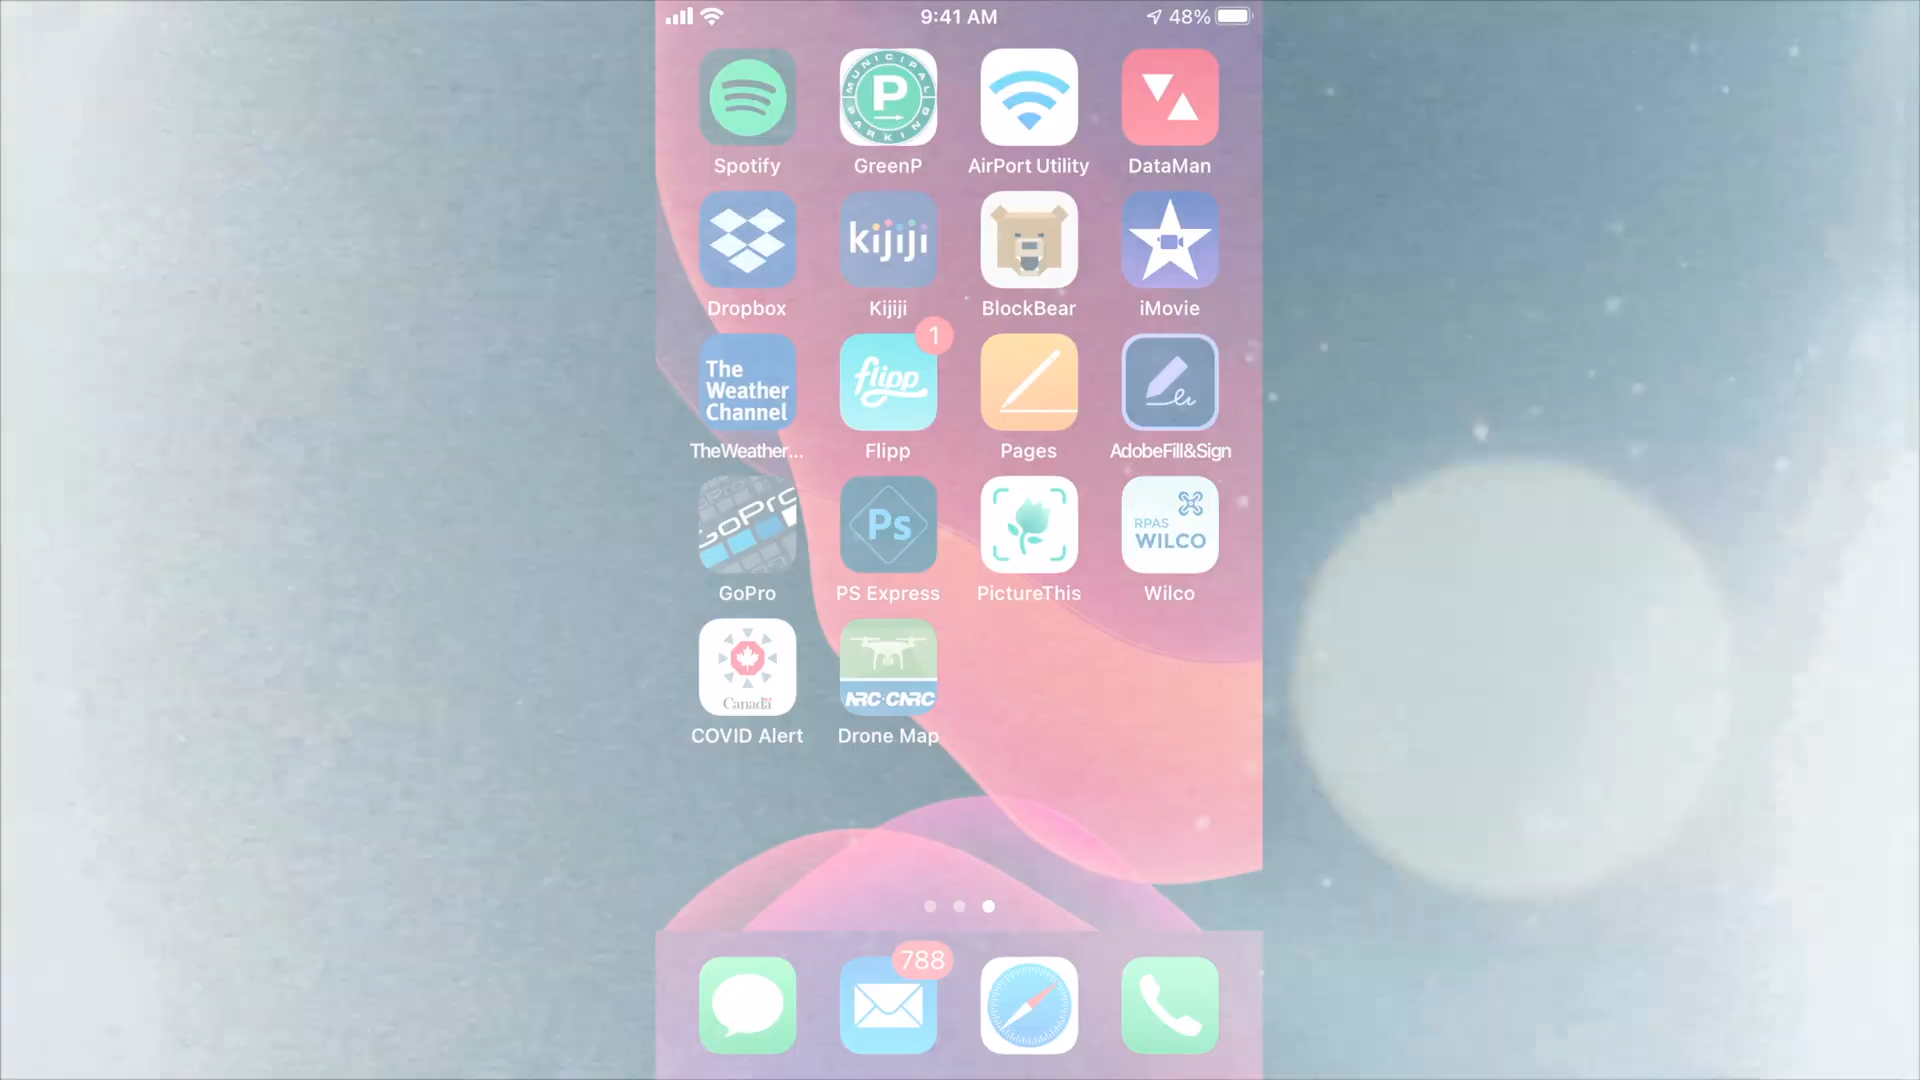 9:41 AM
48%
MUNICIPAL PARKING
P
Spotify
GreenP
AirPort Utility
DataMan
kijiji
Dropbox
Kijiji
BlockBear
iMovie
1
The
Weather
Channel
flipp
TheWeather...
Flipp
Pages
AdobeFill&Sign
GoPro
Ps
RPAS
WILCO
GoPro
PS Express
PictureThis
Wilco
Canada
NRC·CNRC
COVID Alert
Drone Map
788